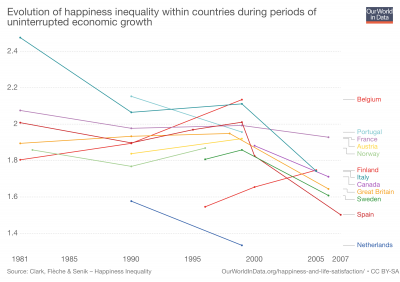 Evolution of happiness inequality within countries during periods of
uninterrupted economic growth
Our World
in Data
2.4
2.2
2
1.8
1.6
1.4
1981
1985
1990
1995
2000
2005
2007
Belgium
Portugal
France
Austria
Norway
Finland
Italy
Canada
Great Britain
Sweden
Spain
Netherlands
Source: Clark, Flèche & Senik – Happiness Inequality
OurWorldInData.org/happiness-and-life-satisfaction/ • CC BY-SA